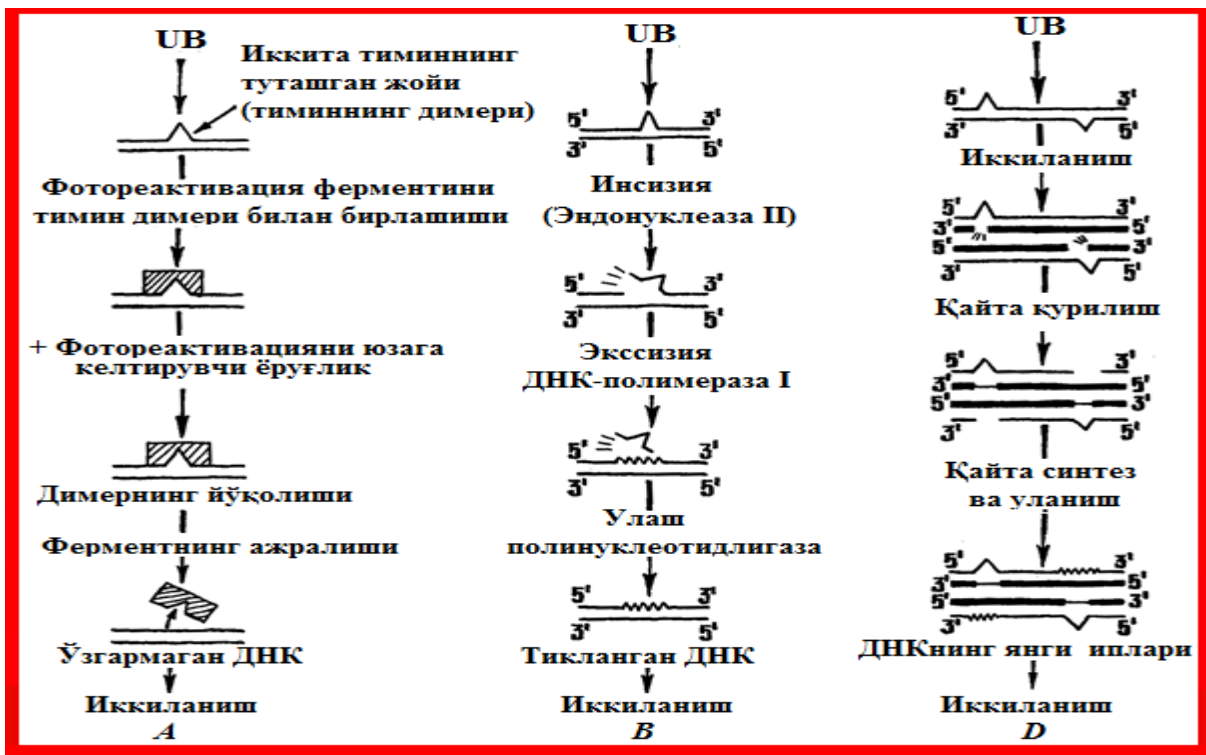 UB
Иккита тиминнинг
туташган жойи
(тиминнинг димери)
Фотореактивация ферментини
тимин димери билан бирлашиши
+ Фотореактивацияни юзага
келтирувчи ёруғлик
Димернинг йўқолиши
Ферментнинг ажралиши
Ўзгармаган ДНК
Иккиланиш
A
UB
5' 3'
3' 5'
Инсизия
(Эндонуклеаза II)
5' 3'
3' 5'
Экссизия
ДНК-полимераза I
5' 3'
3' 5'
Улаш
полинуклеотидлигаза
5' 3'
3' 5'
Тикланган ДНК
Иккиланиш
B
UB
5' 3'
3' 5'
Иккиланиш
5' 3'
3' 5'
5' 3'
3' 5'
Қайта қурилиш
5' 3'
3' 5'
5' 3'
3' 5'
Қайта синтез
ва уланиш
5' 3'
3' 5'
5' 3'
3' 5'
ДНКнинг янги иплари
Иккиланиш
D